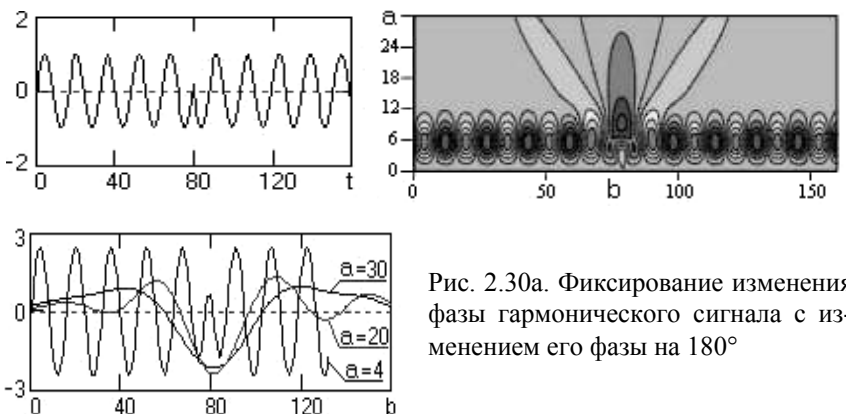 2
0
-2
0 40 80 120 t
a
24
18
12
6
0
0 50 b 100 150
3
0
-3
a=30
a=20
a=4
0 40 80 120 b
Рис. 2.30а. Фиксирование изменения
фазы гармонического сигнала с из-
менением его фазы на 180°